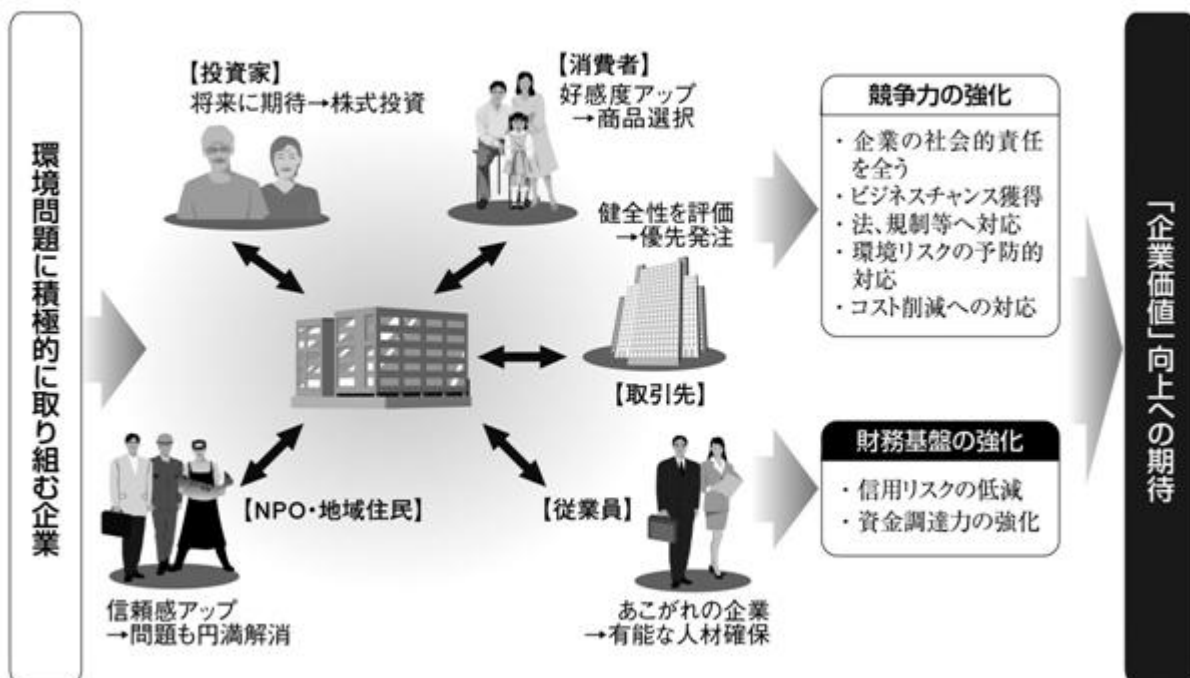 環境問題に積極的に取り組む企業
【投資家】
将来に期待→株式投資
【消費者】
好感度アップ
→商品選択
健全性を評価
→優先発注
【取引先】
【NPO・地域住民】
信頼感アップ
→問題も円満解消
【従業員】
あこがれの企業
→有能な人材確保
競争力の強化
・企業の社会的責任
を全う
・ビジネスチャンス獲得
・法、規制等へ対応
・環境リスクの予防的
対応
・コスト削減への対応
財務基盤の強化
・信用リスクの低減
・資金調達力の強化
「企業価値」向上への期待